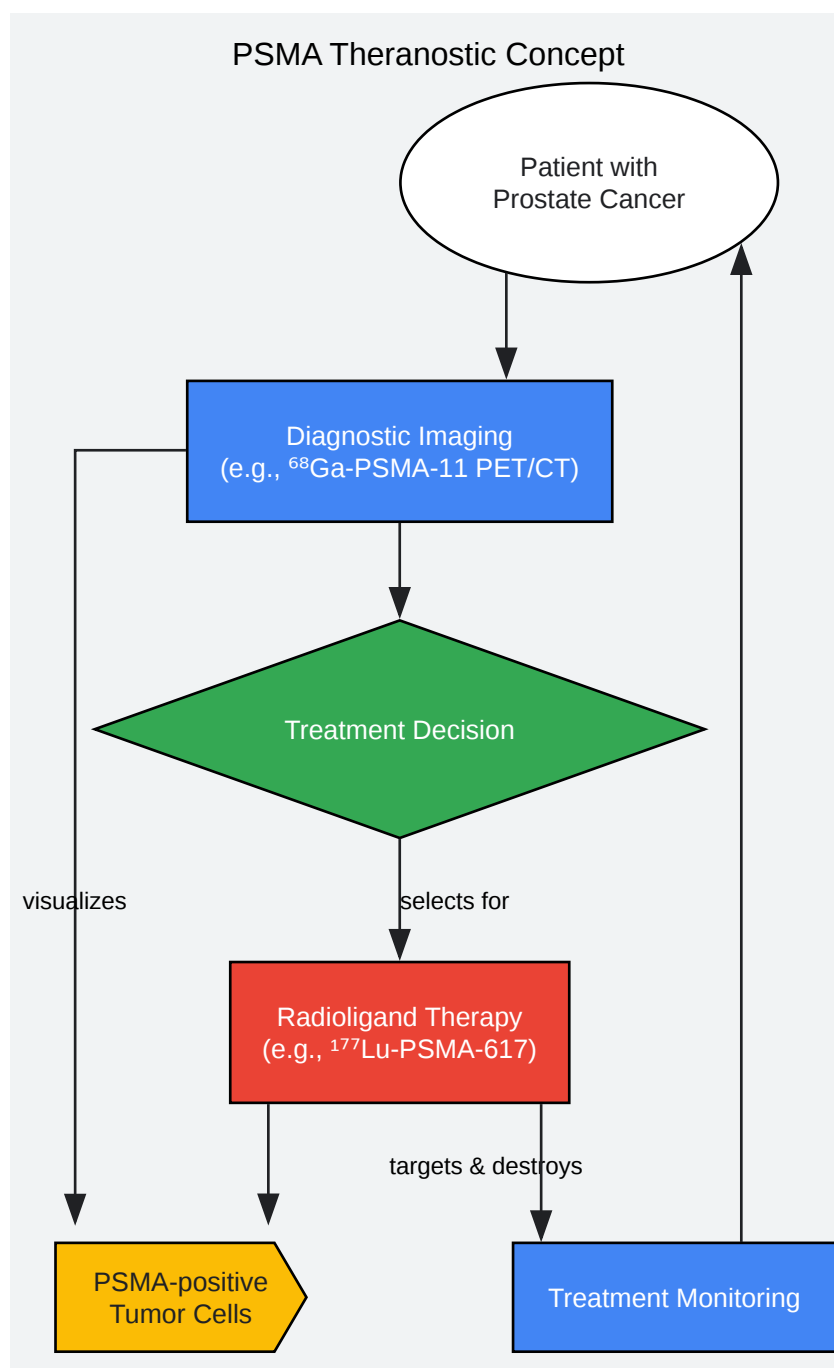 PSMA Theranostic Concept
Patient with
Prostate Cancer
Diagnostic Imaging
(e.g., ⁶⁸Ga-PSMA-11 PET/CT)
Treatment Decision
visualizes
selects for
Radioligand Therapy
(e.g., ¹⁷⁷Lu-PSMA-617)
targets & destroys
PSMA-positive
Tumor Cells
Treatment Monitoring